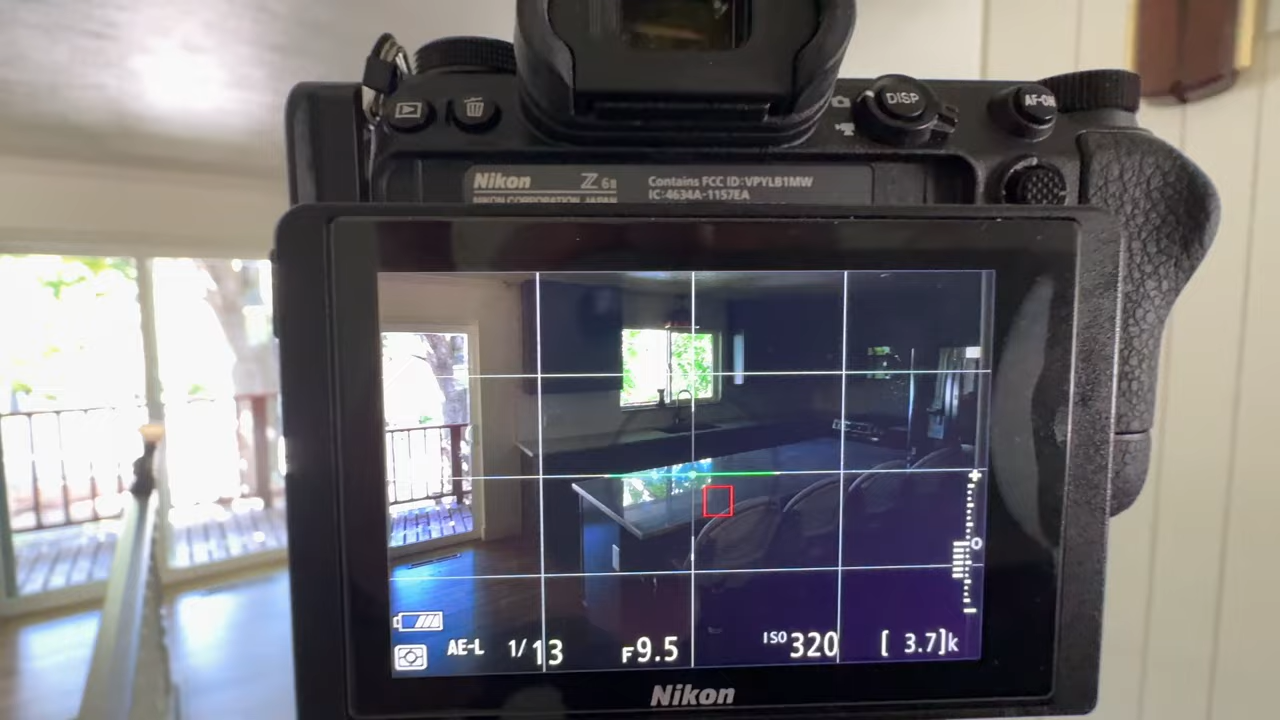 DISP
AF-ON
Nikon Z 6II
NIKON CORPORATION JAPAN
Contains FCC ID:VPYLB1MW
IC:4634A-1157EA
+
0
AE-L 1/13 F9.5 ISO 320 [ 3.7]k
Nikon